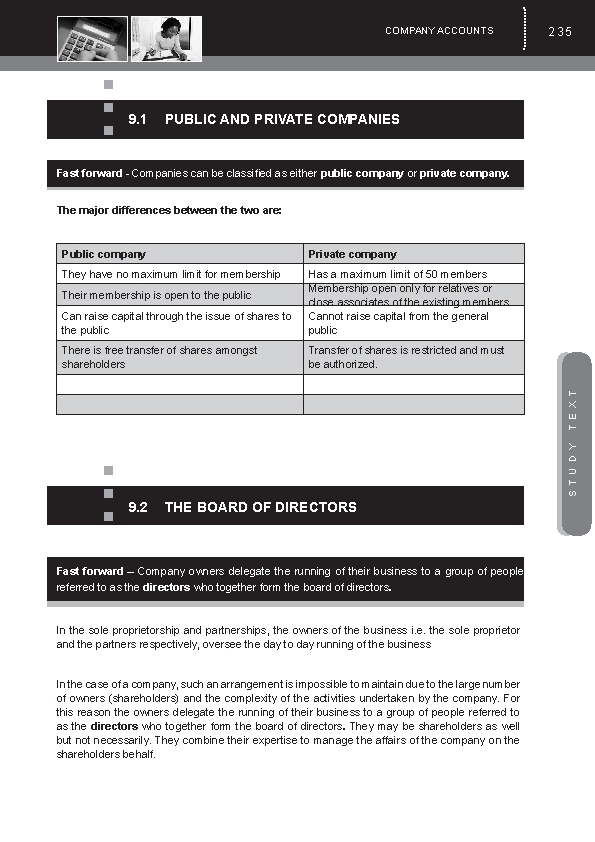 COMPANY ACCOUNTS 235
9.1 PUBLIC AND PRIVATE COMPANIES
Fast forward - Companies can be classified as either public company or private company.
The major differences between the two are:
Public company
Private company
They have no maximum limit for membership
Has a maximum limit of 50 members
Their membership is open to the public
Membership open only for relatives or
close associates of the existing members
Can raise capital through the issue of shares to
the public
Cannot raise capital from the general
public
There is free transfer of shares amongst
shareholders
Transfer of shares is restricted and must
be authorized.
STUDY TEXT
9.2 THE BOARD OF DIRECTORS
Fast forward – Company owners delegate the running of their business to a group of people
referred to as the directors who together form the board of directors.
In the sole proprietorship and partnerships, the owners of the business i.e. the sole proprietor
and the partners respectively, oversee the day to day running of the business
In the case of a company, such an arrangement is impossible to maintain due to the large number
of owners (shareholders) and the complexity of the activities undertaken by the company. For
this reason the owners delegate the running of their business to a group of people referred to
as the directors who together form the board of directors. They may be shareholders as well
but not necessarily. They combine their expertise to manage the affairs of the company on the
shareholders behalf.